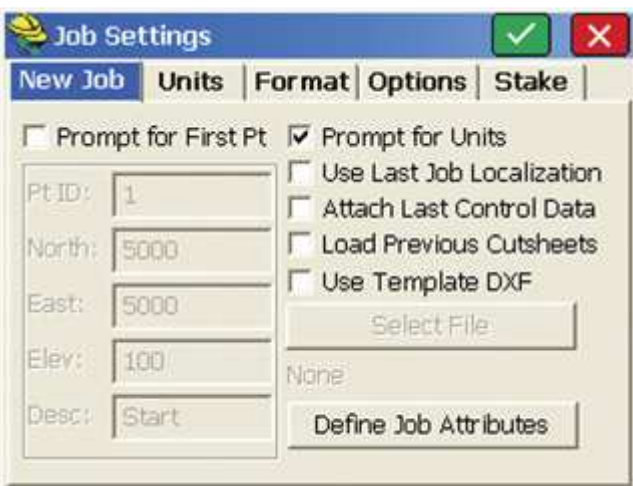 Job Settings
New Job Units Format Options Stake
Prompt for First Pt
Pt ID: 1
North: 5000
East: 5000
Elev: 100
Desc: Start
Prompt for Units
Use Last Job Localization
Attach Last Control Data
Load Previous Cutsheets
Use Template DXF
Select File
None
Define Job Attributes